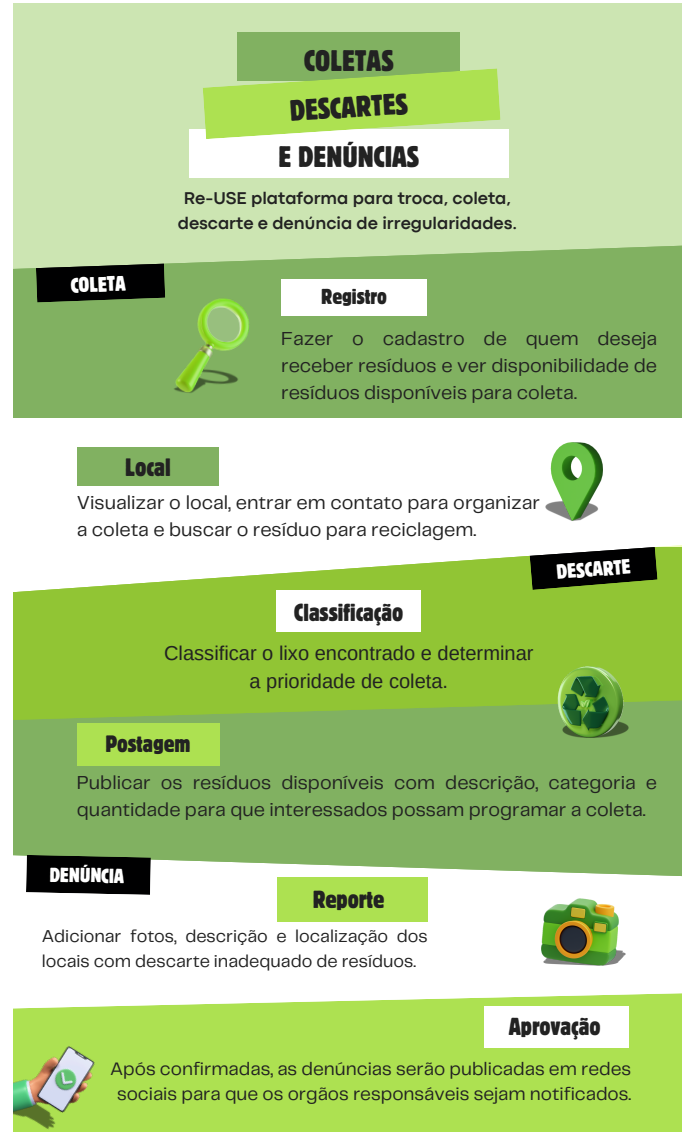 COLETAS
DESCARTES
E DENÚNCIAS
Re-USE plataforma para troca, coleta,
descarte e denúncia de irregularidades.
COLETA
Registro
Fazer o cadastro de quem deseja
receber resíduos e ver disponibilidade de
resíduos disponíveis para coleta.
Local
Visualizar o local, entrar em contato para organizar
a coleta e buscar o resíduo para reciclagem.
DESCARTE
Classificação
Classificar o lixo encontrado e determinar
a prioridade de coleta.
Postagem
Publicar os resíduos disponíveis com descrição, categoria e
quantidade para que interessados possam programar a coleta.
DENÚNCIA
Reporte
Adicionar fotos, descrição e localização dos
locais com descarte inadequado de resíduos.
Aprovação
Após confirmadas, as denúncias serão publicadas em redes
sociais para que os orgãos responsáveis sejam notificados.